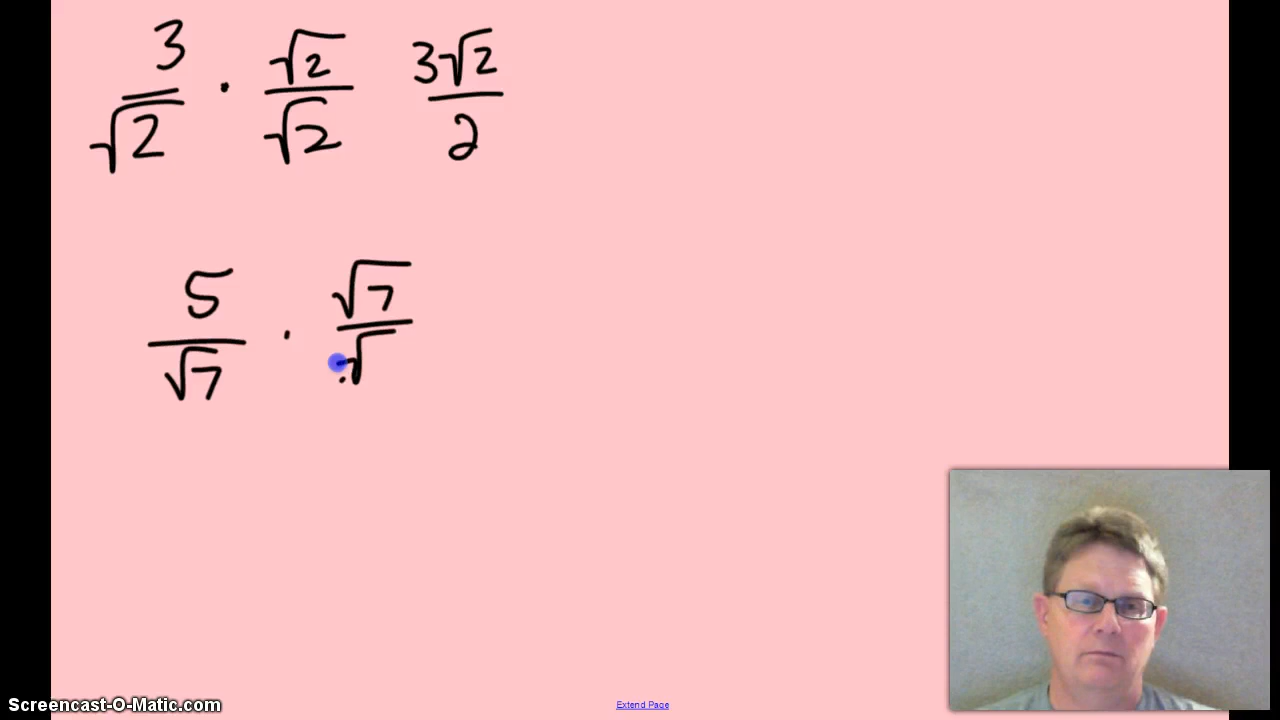 3/√2 · √2/√2 3√2/2
5/√7 · √7/√
Extend Page
Screencast-O-Matic.com